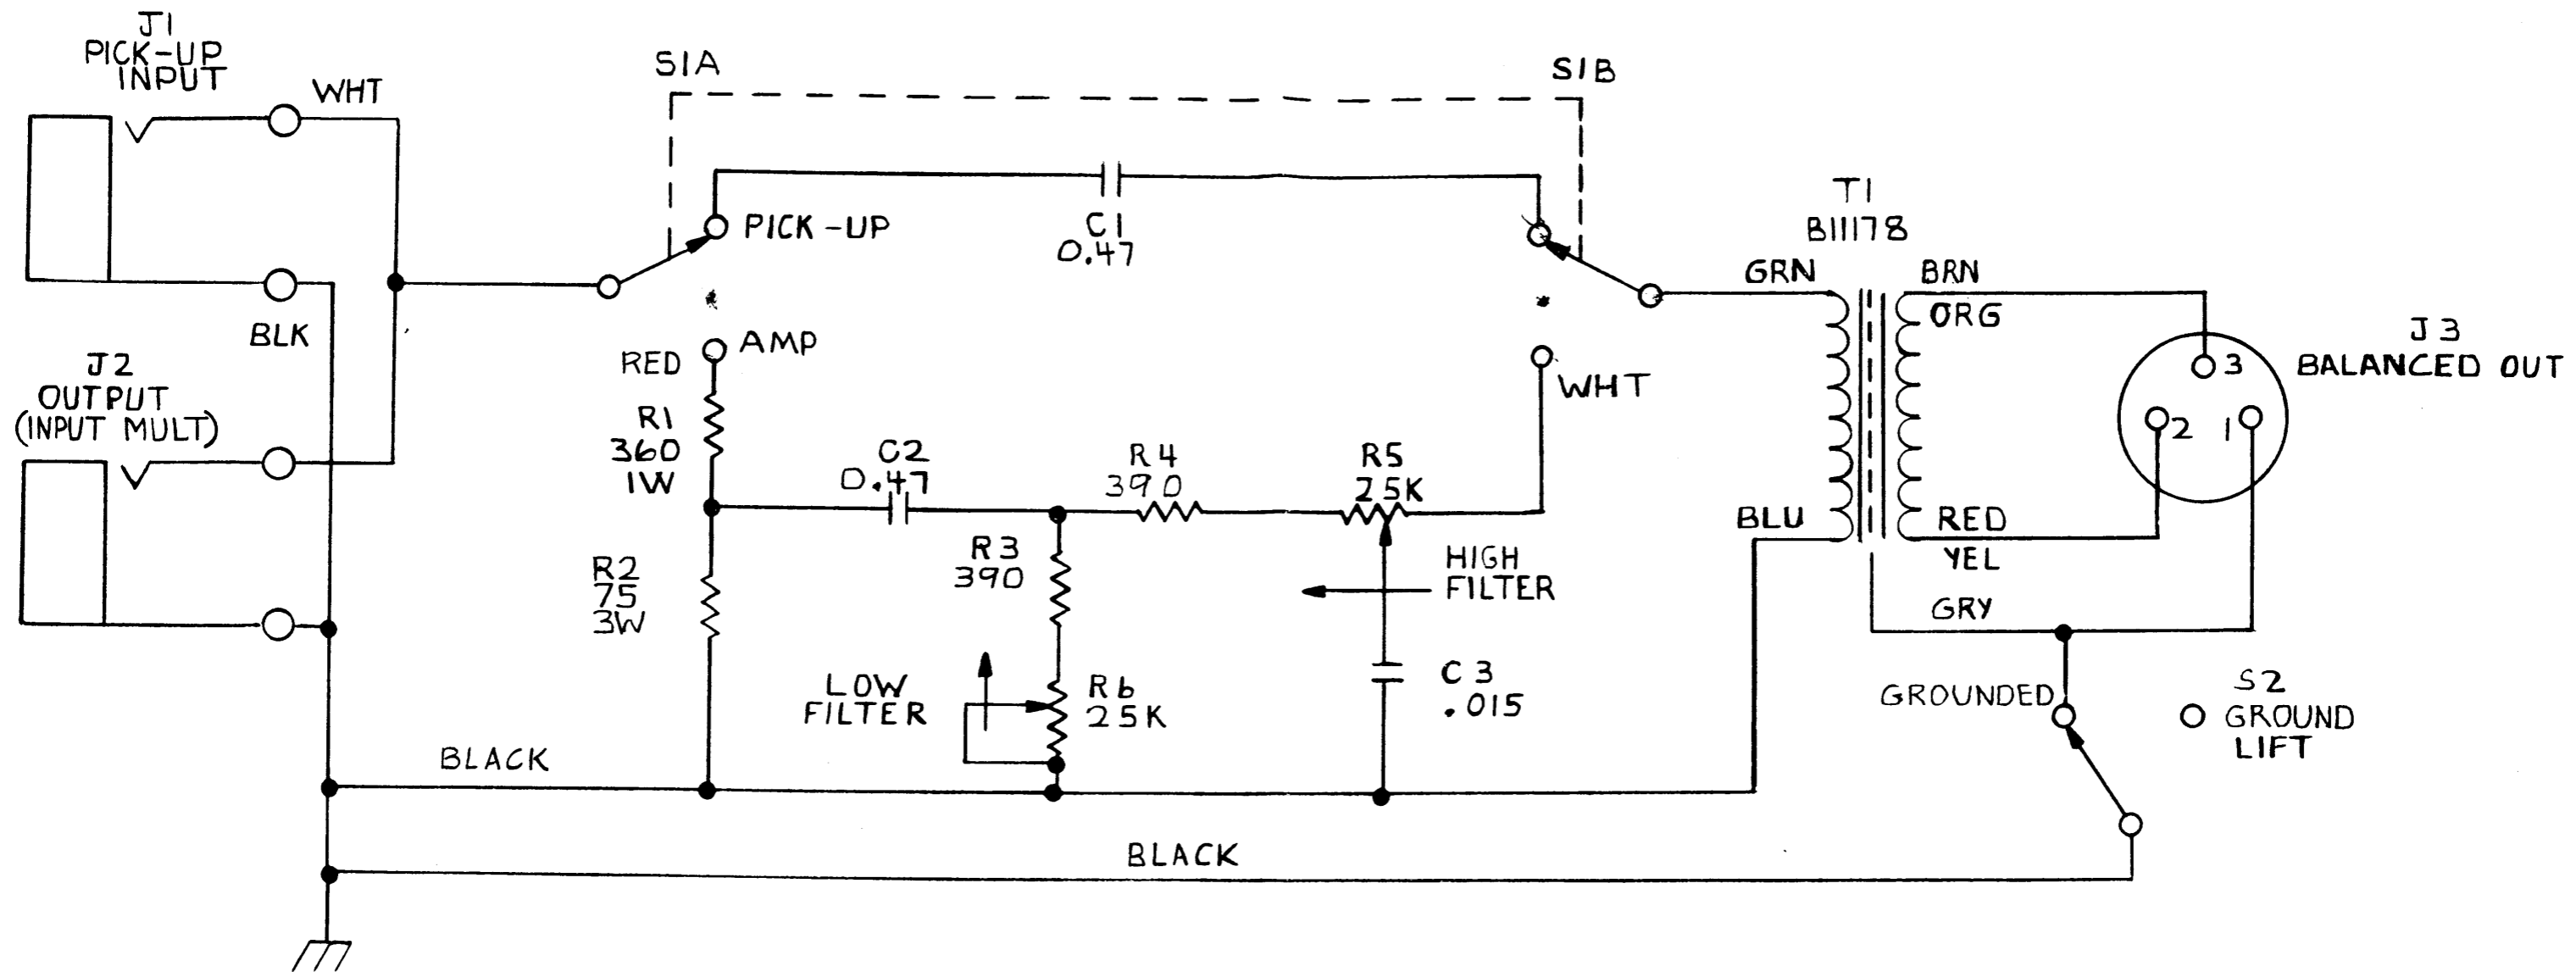 J1
PICK-UP
INPUT
WHT
BLK
J2
OUTPUT
(INPUT MULT)
S1A
S1B
PICK-UP
C1
0.47
AMP
RED
R1
360
1W
R2
75
3W
C2
0.47
R3
390
R4
390
R5
25K
WHT
HIGH
FILTER
LOW
FILTER
R6
25K
C3
.015
BLACK
BLACK
T1
B11178
GRN
BRN
ORG
BLU
RED
YEL
GRY
3
2
1
J3
BALANCED OUT
GROUNDED
S2
GROUND
LIFT